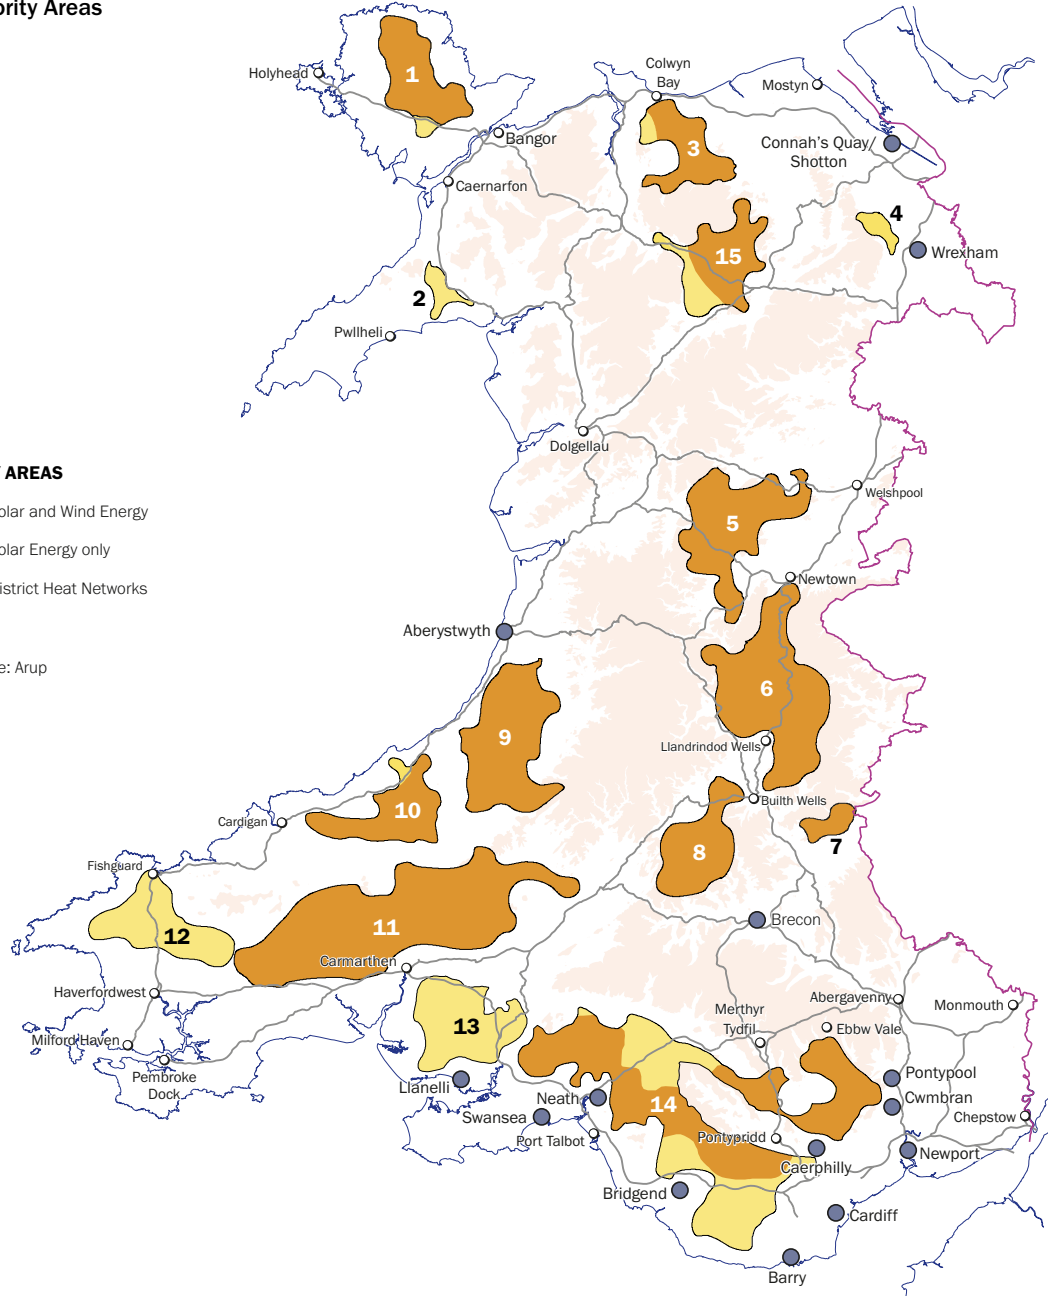 ority Areas
Holyhead
1
Colwyn
Bay
Mostyn
Bangor
3
Connah's Quay/
Shotton
Caernarfon
4
15
Wrexham
2
Pwllheli
Dolgellau
AREAS
olar and Wind Energy
olar Energy only
istrict Heat Networks
e: Arup
Welshpool
5
Newtown
Aberystwyth
6
9
Llandrindod Wells
Builth Wells
10
Cardigan
7
8
Fishguard
11
12
Brecon
Carmarthen
Haverfordwest
Abergavenny
Monmouth
Merthyr
Tydfil
13
Ebbw Vale
Milford Haven
Pembroke
Dock
Llanelli
Pontypool
Neath
14
Cwmbran
Swansea
Chepstow
Port Talbot
Pontypridd
Newport
Caerphilly
Bridgend
Cardiff
Barry